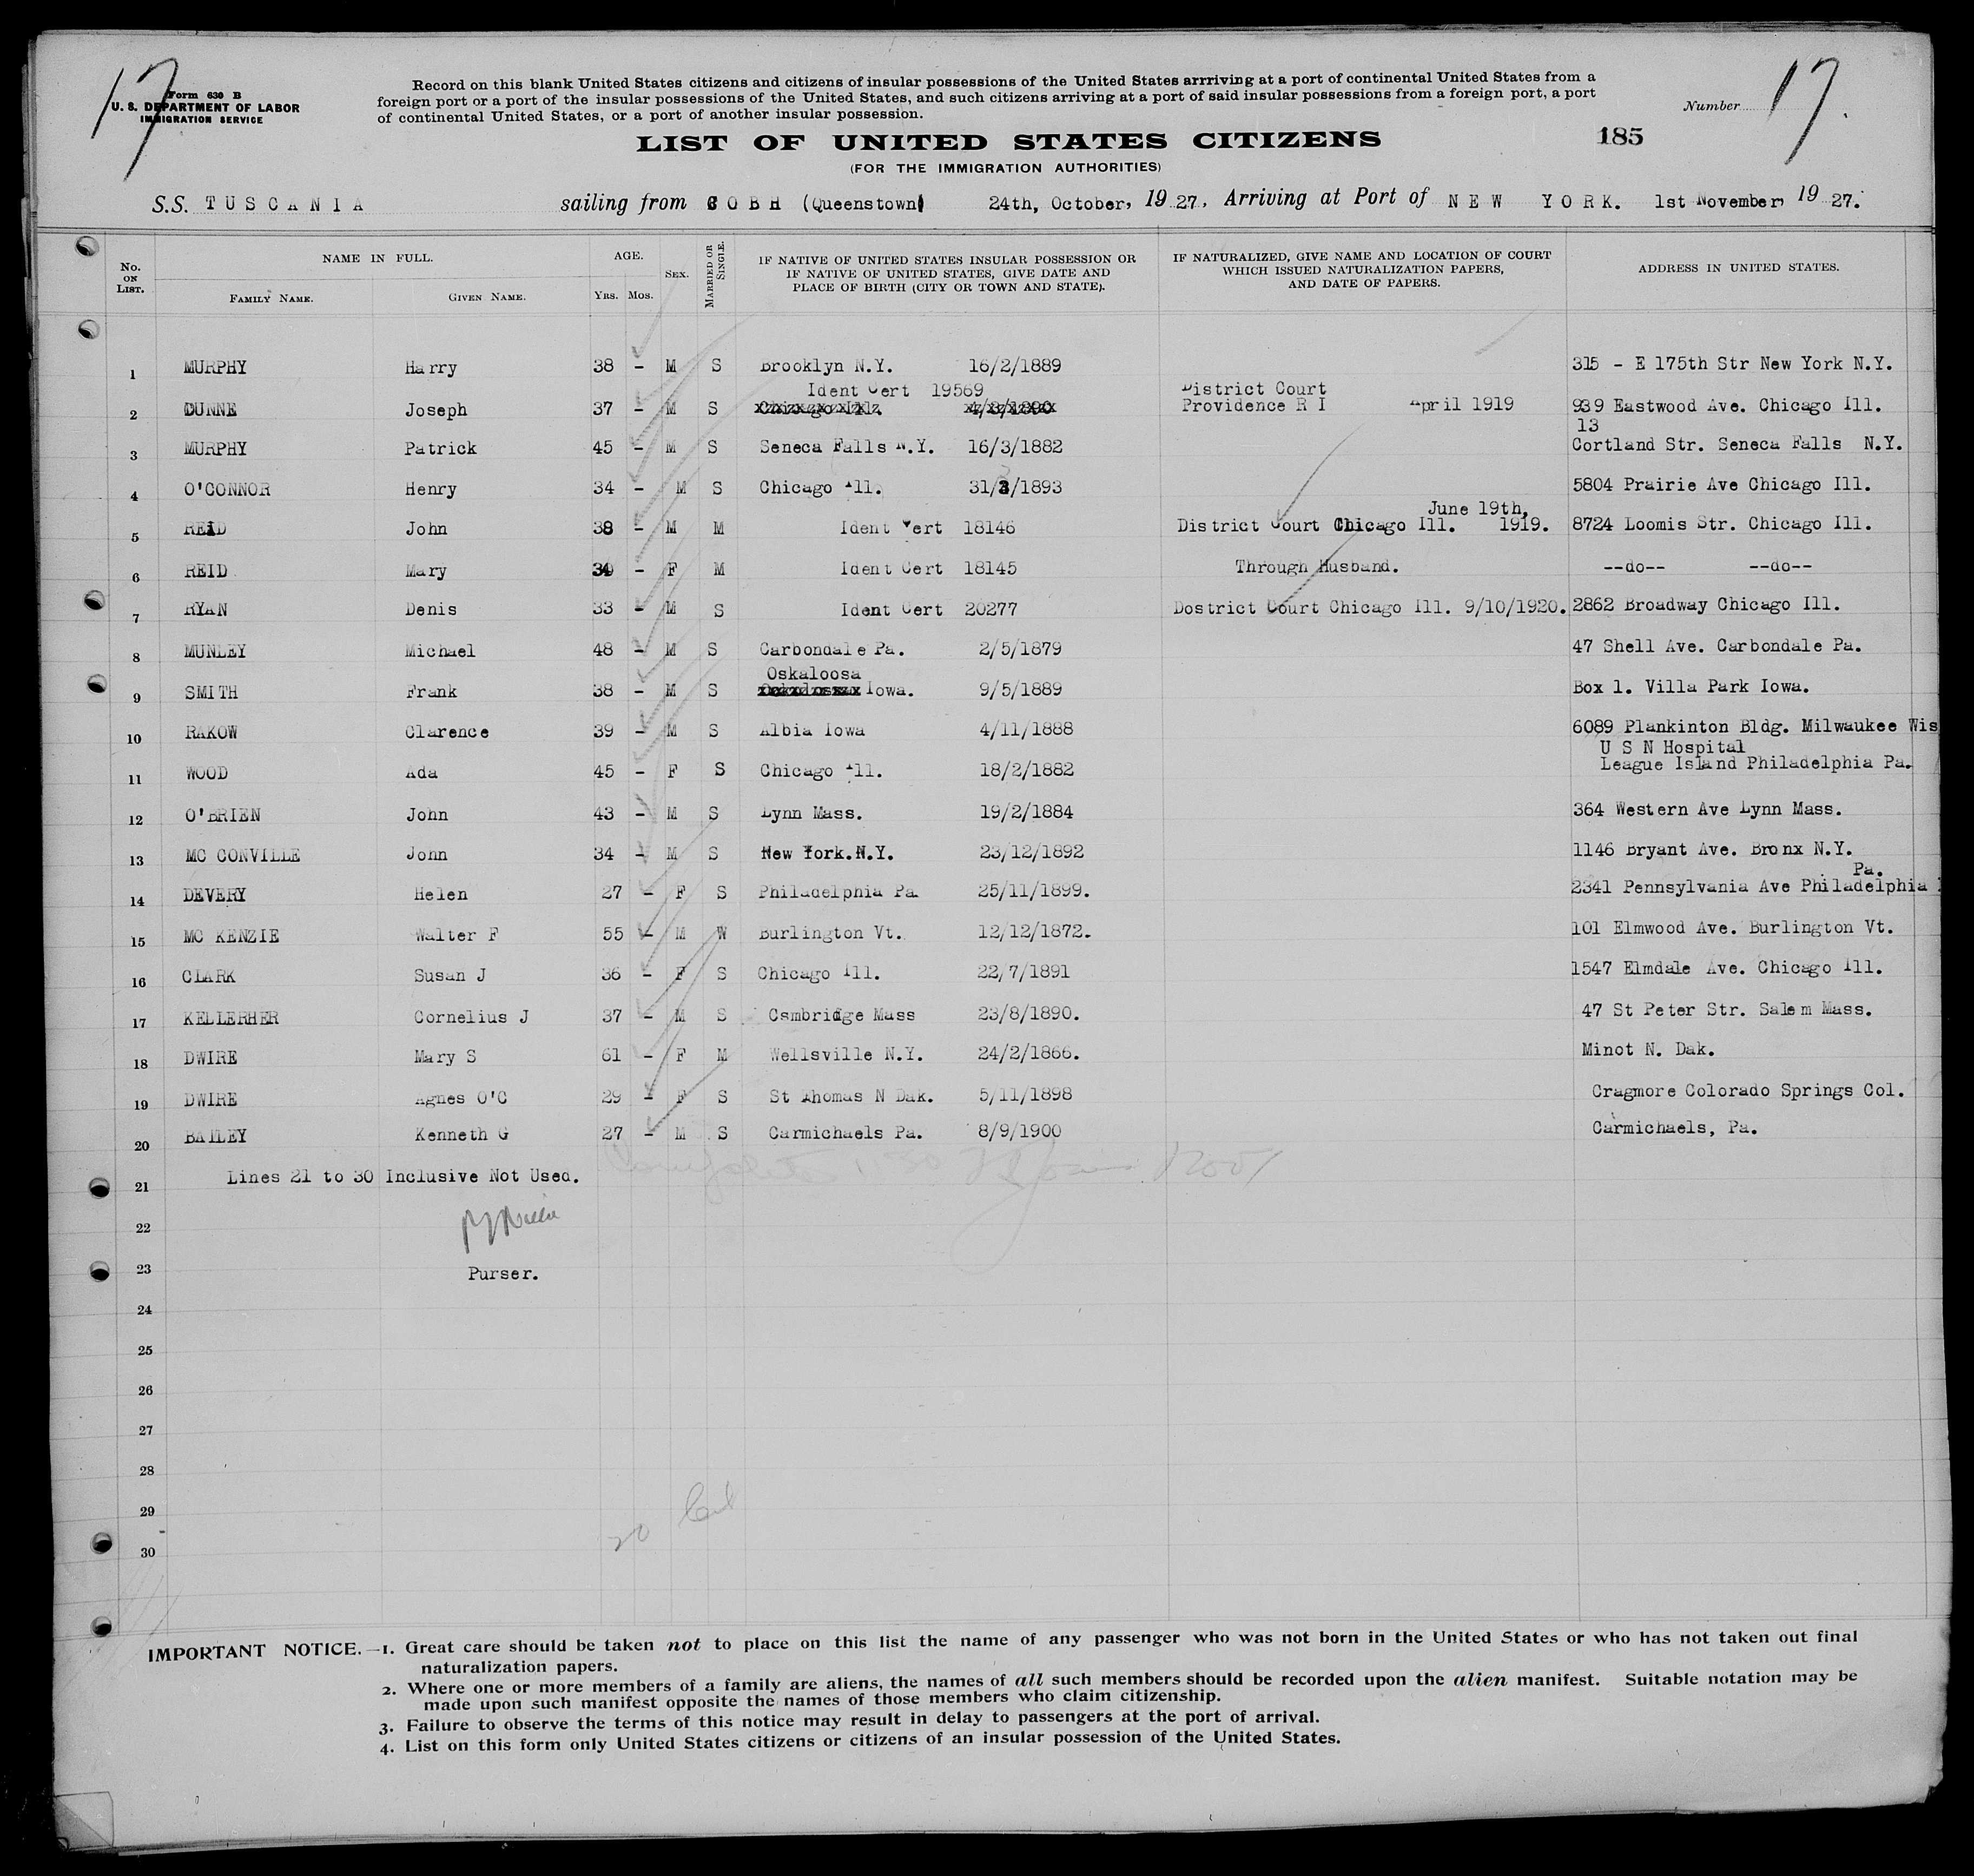 17
Form 630 B
U. S. DEPARTMENT OF LABOR
IMMIGRATION SERVICE
Record on this blank United States citizens and citizens of insular possessions of the United States arrriving at a port of continental United States from a
foreign port or a port of the insular possessions of the United States, and such citizens arriving at a port of said insular possessions from a foreign port, a port
of continental United States, or a port of another insular possession.
Number 17.
LIST OF UNITED STATES CITIZENS
185
(FOR THE IMMIGRATION AUTHORITIES)
S.S. TUSCANIA sailing from COBH (Queenstown) 24th, October, 1927, Arriving at Port of NEW YORK. 1st November, 1927.
No. ON LIST. NAME IN FULL. FAMILY NAME. GIVEN NAME. AGE. YRS. MOS. SEX. MARRIED OR SINGLE. IF NATIVE OF UNITED STATES INSULAR POSSESSION OR IF NATIVE OF UNITED STATES, GIVE DATE AND PLACE OF BIRTH (CITY OR TOWN AND STATE). IF NATURALIZED, GIVE NAME AND LOCATION OF COURT WHICH ISSUED NATURALIZATION PAPERS, AND DATE OF PAPERS. ADDRESS IN UNITED STATES.
1 MURPHY Harry 38 - M S Brooklyn N.Y. 16/2/1889 315 - E 175th Str New York N.Y.
Ident Cert 19569 District Court
2 DUNNE Joseph 37 - M S Providence R I April 1919 939 Eastwood Ave. Chicago Ill.
13
3 MURPHY Patrick 45 - M S Seneca Falls N.Y. 16/3/1882 Cortland Str. Seneca Falls N.Y.
4 O'CONNOR Henry 34 - M S Chicago Ill. 31/3/1893 5804 Prairie Ave Chicago Ill.
June 19th,
5 REID John 38 - M M Ident Cert 18146 District Court Chicago Ill. 1919. 8724 Loomis Str. Chicago Ill.
6 REID Mary 34 - F M Ident Cert 18145 Through Husband. --do-- --do--
7 RYAN Denis 33 - M S Ident Cert 20277 Dostrict Court Chicago Ill. 9/10/1920. 2862 Broadway Chicago Ill.
8 MUNLEY Michael 48 - M S Carbondale Pa. 2/5/1879 47 Shell Ave. Carbondale Pa.
Oskaloosa
9 SMITH Frank 38 - M S Iowa. 9/5/1889 Box 1. Villa Park Iowa.
10 RAKOW Clarence 39 - M S Albia Iowa 4/11/1888 6089 Plankinton Bldg. Milwaukee Wis
U S N Hospital
11 WOOD Ada 45 - F S Chicago Ill. 18/2/1882 League Island Philadelphia Pa.
12 O'BRIEN John 43 - M S Lynn Mass. 19/2/1884 364 Western Ave Lynn Mass.
13 MC CONVILLE John 34 - M S New York.N.Y. 23/12/1892 1146 Bryant Ave. Bronx N.Y.
Pa.
14 DEVERY Helen 27 - F S Philadelphia Pa. 25/11/1899. 2341 Pennsylvania Ave Philadelphia
15 MC KENZIE Walter F 55 - M W Burlington Vt. 12/12/1872. 101 Elmwood Ave. Burlington Vt.
16 CLARK Susan J 36 - F S Chicago Ill. 22/7/1891 1547 Elmdale Ave. Chicago Ill.
17 KELLERHER Cornelius J 37 - M S Cambridge Mass 23/8/1890. 47 St Peter Str. Salem Mass.
18 DWIRE Mary S 61 - F M Wellsville N.Y. 24/2/1866. Minot N. Dak.
19 DWIRE Agnes O'C 29 - F S St Thomas N Dak. 5/11/1898 Cragmore Colorado Springs Col.
20 BAILEY Kenneth G 27 - M S Carmichaels Pa. 8/9/1900 Carmichaels, Pa.
21 Lines 21 to 30 Inclusive Not Used.
22
23 Purser.
24
25
26
27
28
29
20
30
IMPORTANT NOTICE.—1. Great care should be taken not to place on this list the name of any passenger who was not born in the United States or who has not taken out final
naturalization papers.
2. Where one or more members of a family are aliens, the names of all such members should be recorded upon the alien manifest. Suitable notation may be
made upon such manifest opposite the names of those members who claim citizenship.
3. Failure to observe the terms of this notice may result in delay to passengers at the port of arrival.
4. List on this form only United States citizens or citizens of an insular possession of the United States.